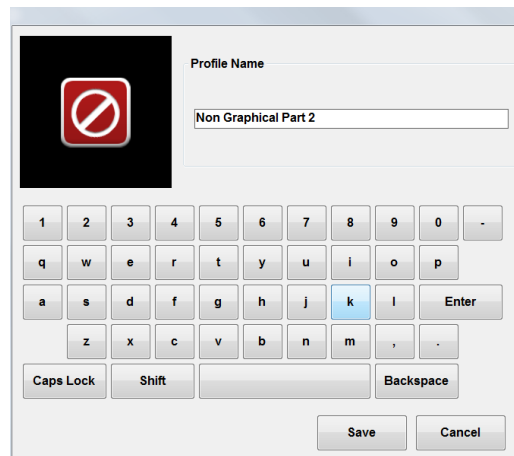 Profile Name
Non Graphical Part 2
1 2 3 4 5 6 7 8 9 0 -
q w e r t y u i o p
a s d f g h j k l Enter
z x c v b n m , .
Caps Lock Shift Backspace
Save Cancel